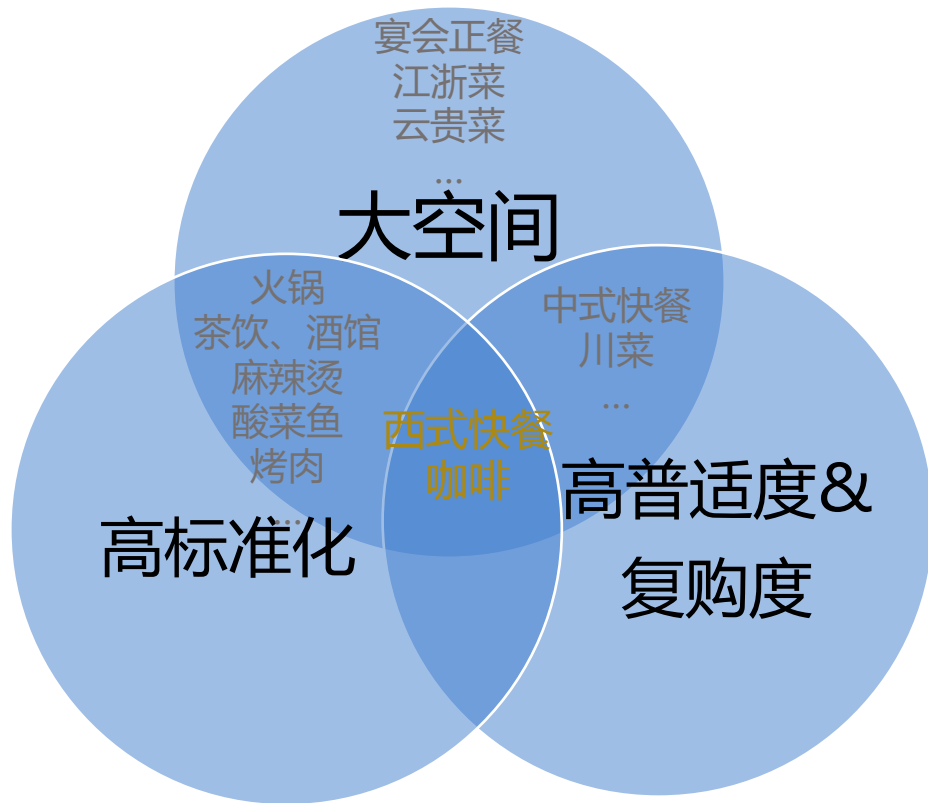 宴会正餐
江浙菜
云贵菜
...
大空间
火锅
茶饮、酒馆
麻辣烫
酸菜鱼
烤肉
...
高标准化
中式快餐
川菜
...
西式快餐
咖啡
高普适度&
复购度